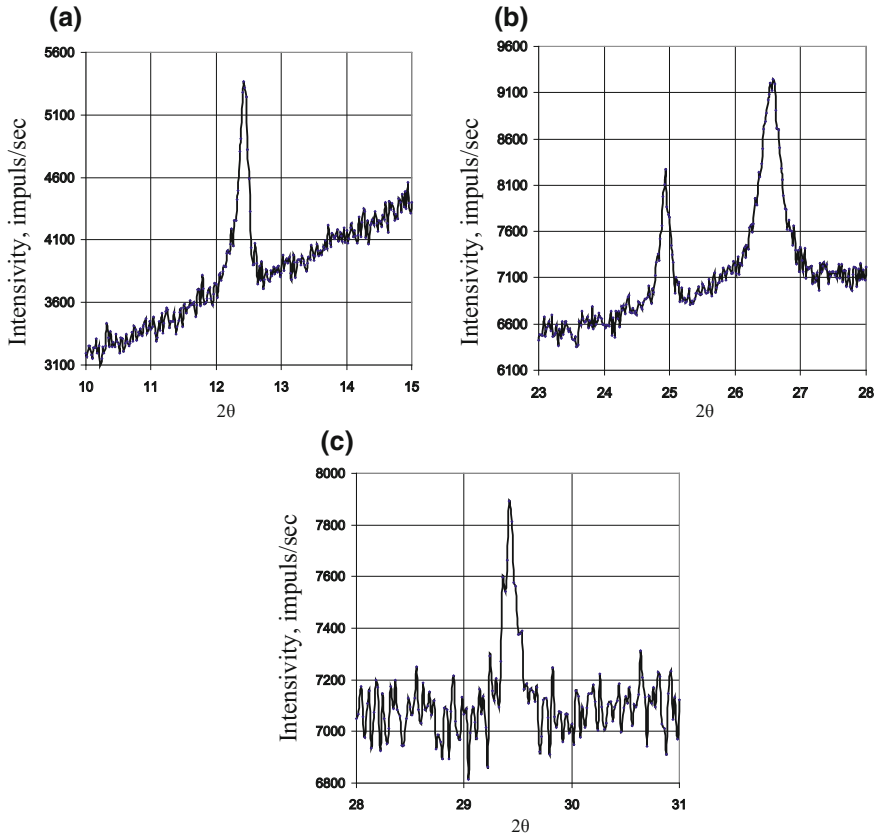 (a)
Intensivity, impuls/sec
5600
5100
4600
4100
3600
3100
10 11 12 13 14 15
2θ
(b)
Intensivity, impuls/sec
9600
9100
8600
8100
7600
7100
6600
6100
23 24 25 26 27 28
2θ
(c)
Intensivity, impuls/sec
8000
7800
7600
7400
7200
7000
6800
28 29 30 31
2θ